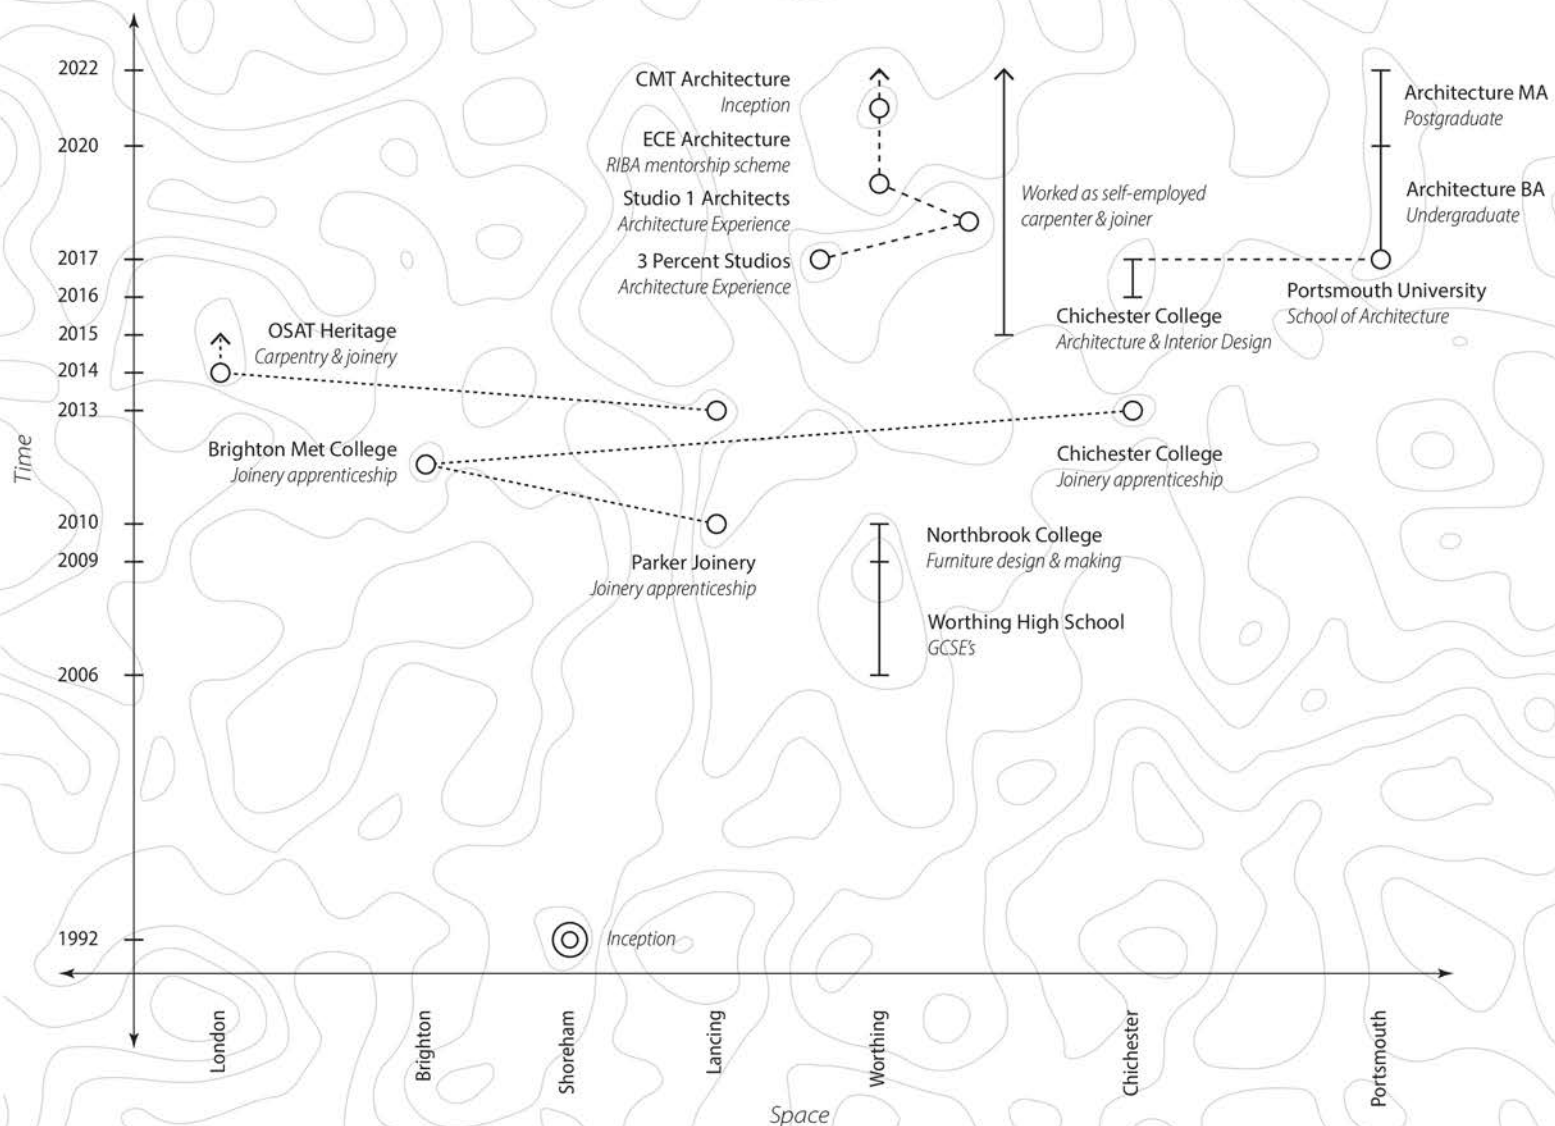 2022
2020
2017
2016
2015
2014
2013
2010
2009
2006
1992
Time
CMT Architecture
Inception
ECE Architecture
RIBA mentorship scheme
Studio 1 Architects
Architecture Experience
3 Percent Studios
Architecture Experience
Worked as self-employed
carpenter & joiner
Architecture MA
Postgraduate
Architecture BA
Undergraduate
Portsmouth University
School of Architecture
Chichester College
Architecture & Interior Design
OSAT Heritage
Carpentry & joinery
Brighton Met College
Joinery apprenticeship
Chichester College
Joinery apprenticeship
Parker Joinery
Joinery apprenticeship
Northbrook College
Furniture design & making
Worthing High School
GCSE's
Inception
London
Brighton
Shoreham
Lancing
Worthing
Chichester
Portsmouth
Space